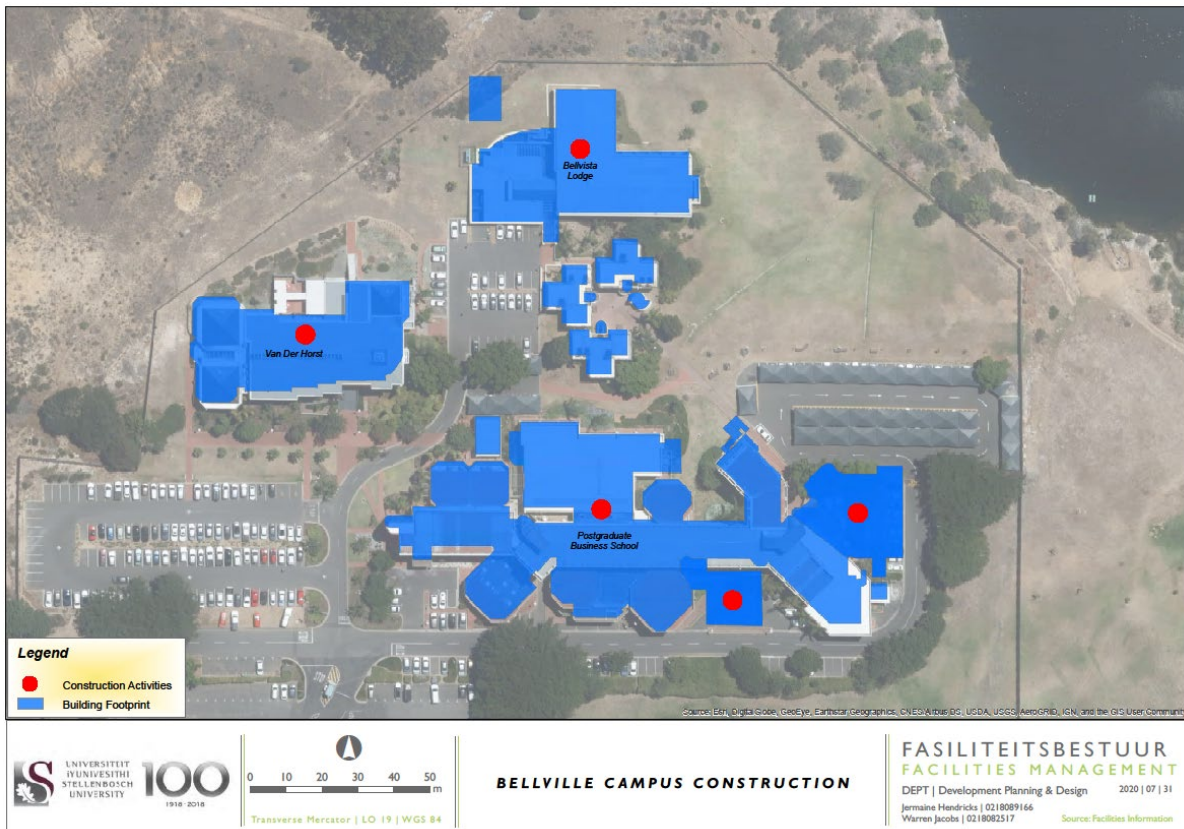 Bellvista
Lodge
Van Der Horst
Postgraduate
Business School
Legend
Construction Activities
Building Footprint
Source: Esri, Digital Globe, GeoEye, Earthstar Geographics, CNES/Airbus DS, USDA, USGS, AeroGRID, IGN, and the GIS User Community
UNIVERSITEIT
iYUNIVESITHI
STELLENBOSCH
UNIVERSITY
100
1918 · 2018
0 10 20 30 40 50
m
Transverse Mercator | LO 19 | WGS 84
BELLVILLE CAMPUS CONSTRUCTION
FASILITEITSBESTUUR
FACILITIES MANAGEMENT
DEPT | Development Planning & Design 2020 | 07 | 31
Jermaine Hendricks | 0218089166
Warren Jacobs | 0218082517 Source: Facilities Information